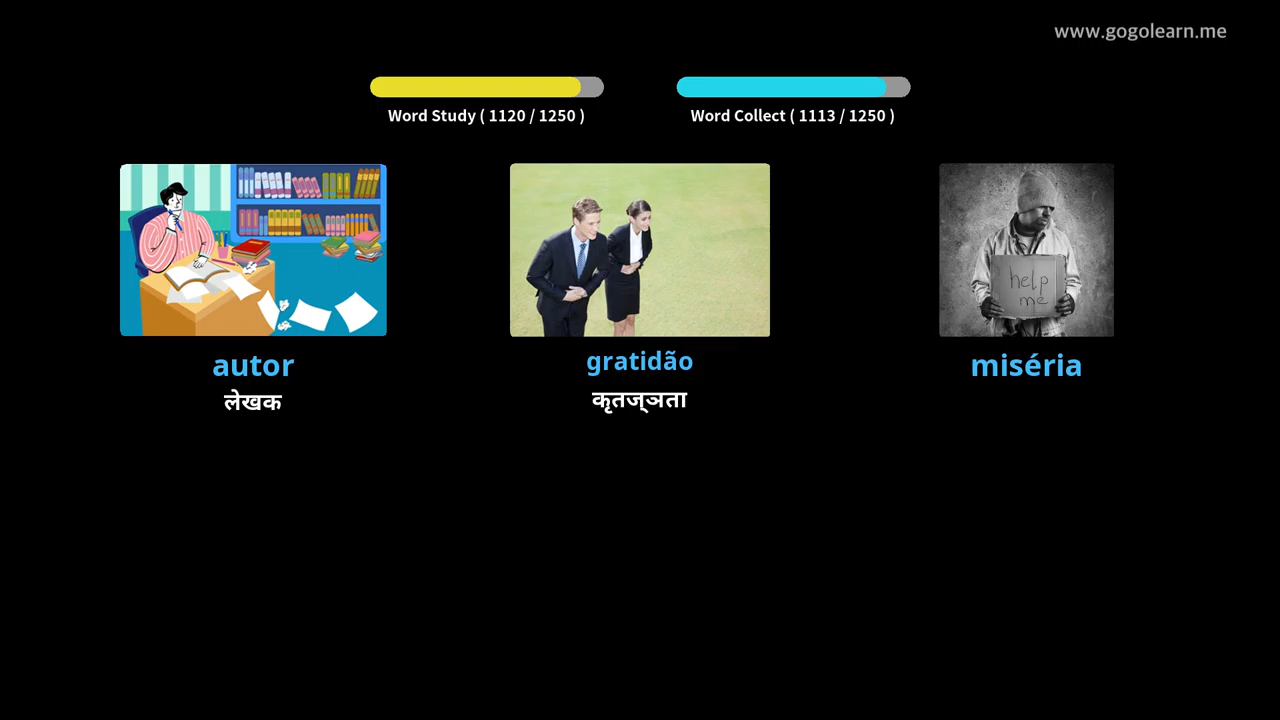 www.gogolearn.me
Word Study ( 1120 / 1250 )
Word Collect ( 1113 / 1250 )
help
me
autor
gratidão
miséria
लेखक
कृतज्ञता